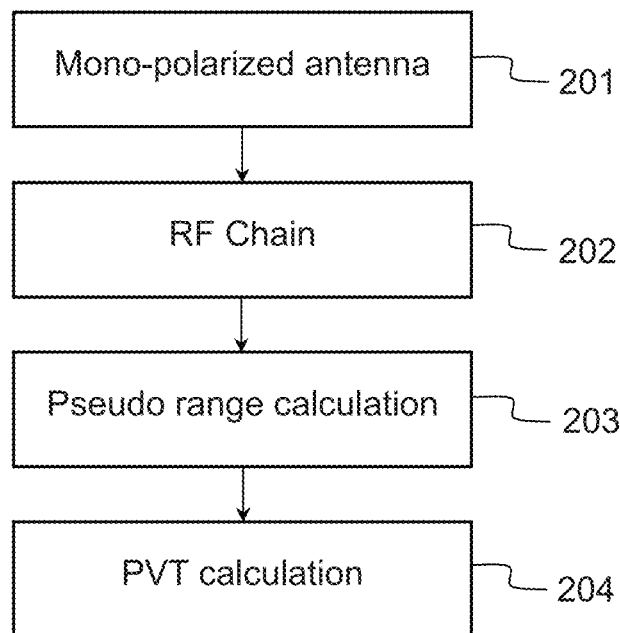 Mono-polarized antenna
201
RF Chain
202
Pseudo range calculation
203
PVT calculation
204